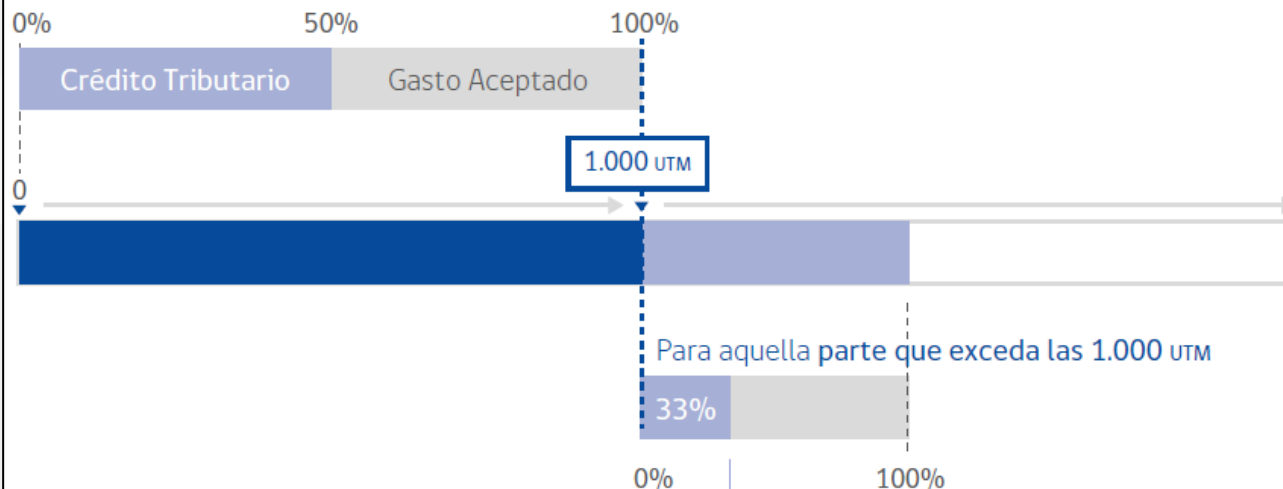 0% 50% 100%
Crédito Tributario Gasto Aceptado
1.000 UTM
0
Para aquella parte que exceda las 1.000 UTM
33%
0% 100%